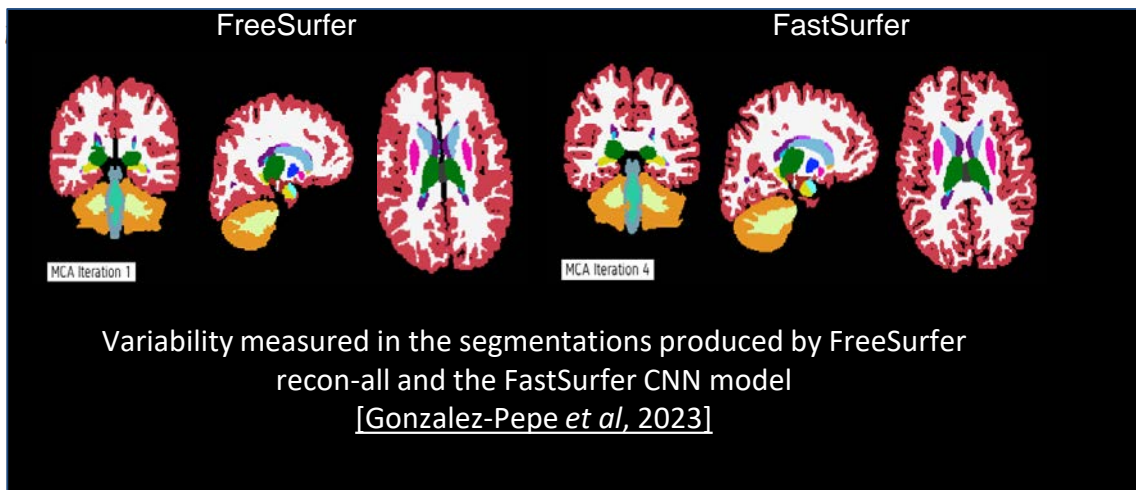 FreeSurfer
FastSurfer
MCA Iteration 1
MCA Iteration 4
Variability measured in the segmentations produced by FreeSurfer
recon-all and the FastSurfer CNN model
[Gonzalez-Pepe et al, 2023]